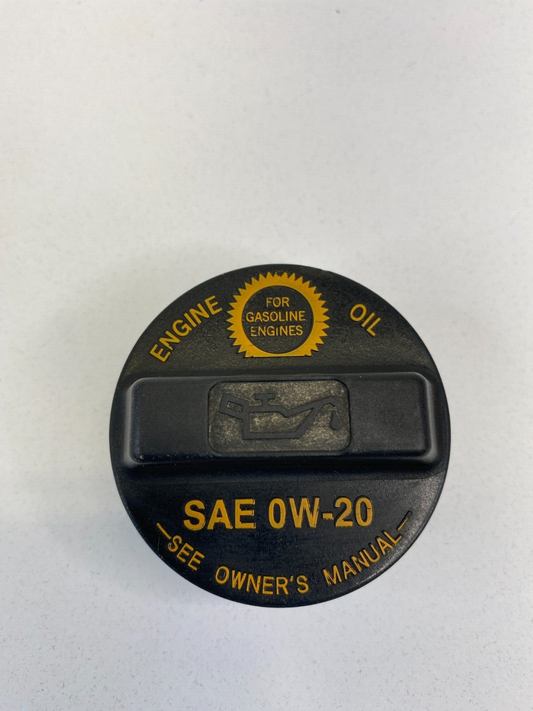 ENGINE OIL
FOR
GASOLINE
ENGINES
SAE 0W-20
—SEE OWNER'S MANUAL—